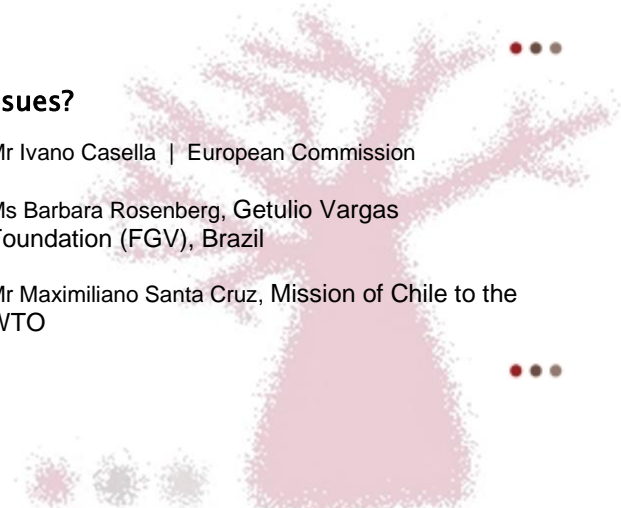 ssues?
Mr Ivano Casella | European Commission
Ms Barbara Rosenberg, Getulio Vargas
Foundation (FGV), Brazil
Mr Maximiliano Santa Cruz, Mission of Chile to the
WTO